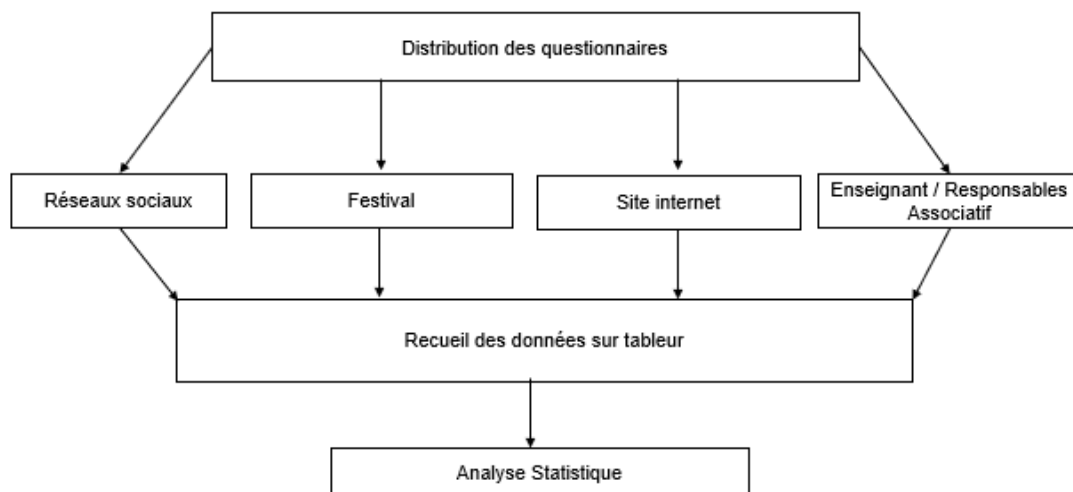 Distribution des questionnaires
Réseaux sociaux
Festival
Site internet
Enseignant / Responsables
Associatif
Recueil des données sur tableur
Analyse Statistique